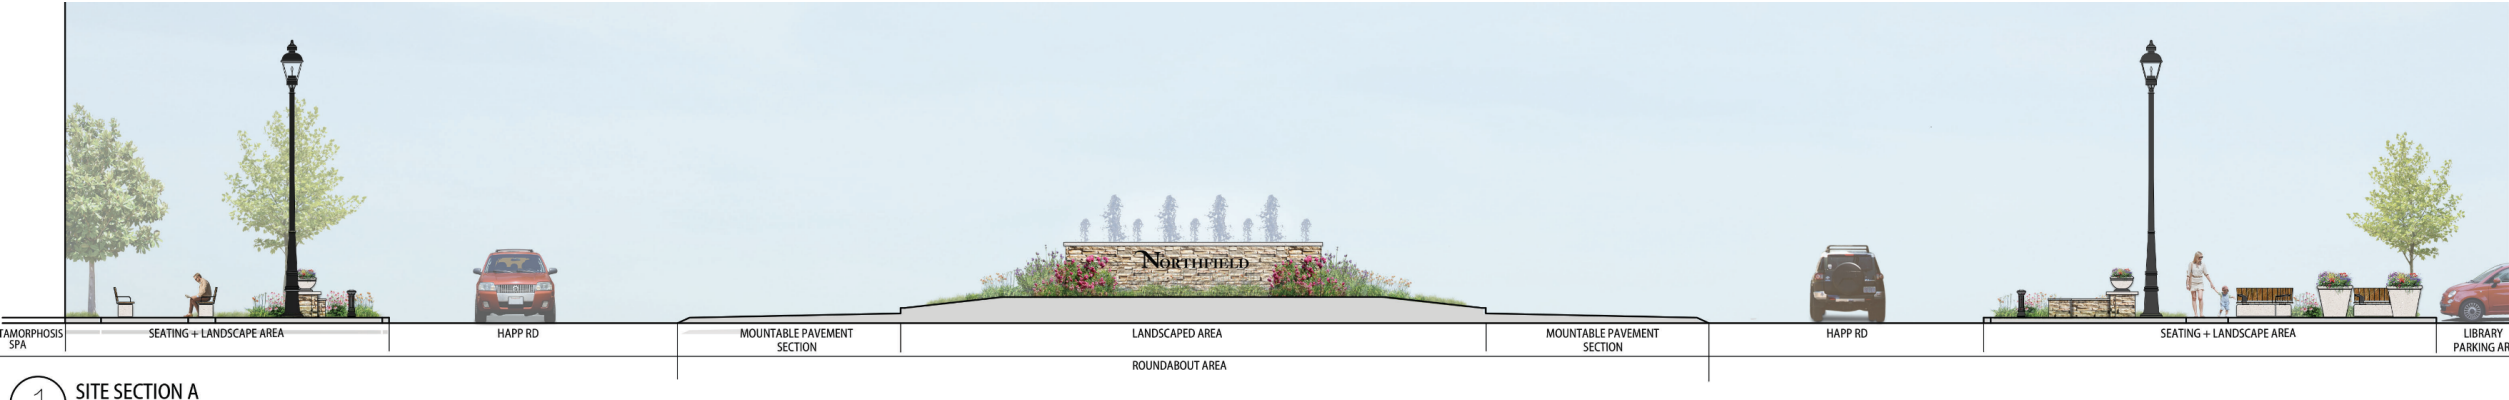 NORTHFIELD
TAMORPHOSIS
SPA
SEATING + LANDSCAPE AREA
HAPP RD
MOUNTABLE PAVEMENT
SECTION
LANDSCAPED AREA
MOUNTABLE PAVEMENT
SECTION
HAPP RD
SEATING + LANDSCAPE AREA
LIBRARY
PARKING AR
ROUNDABOUT AREA
1
SITE SECTION A